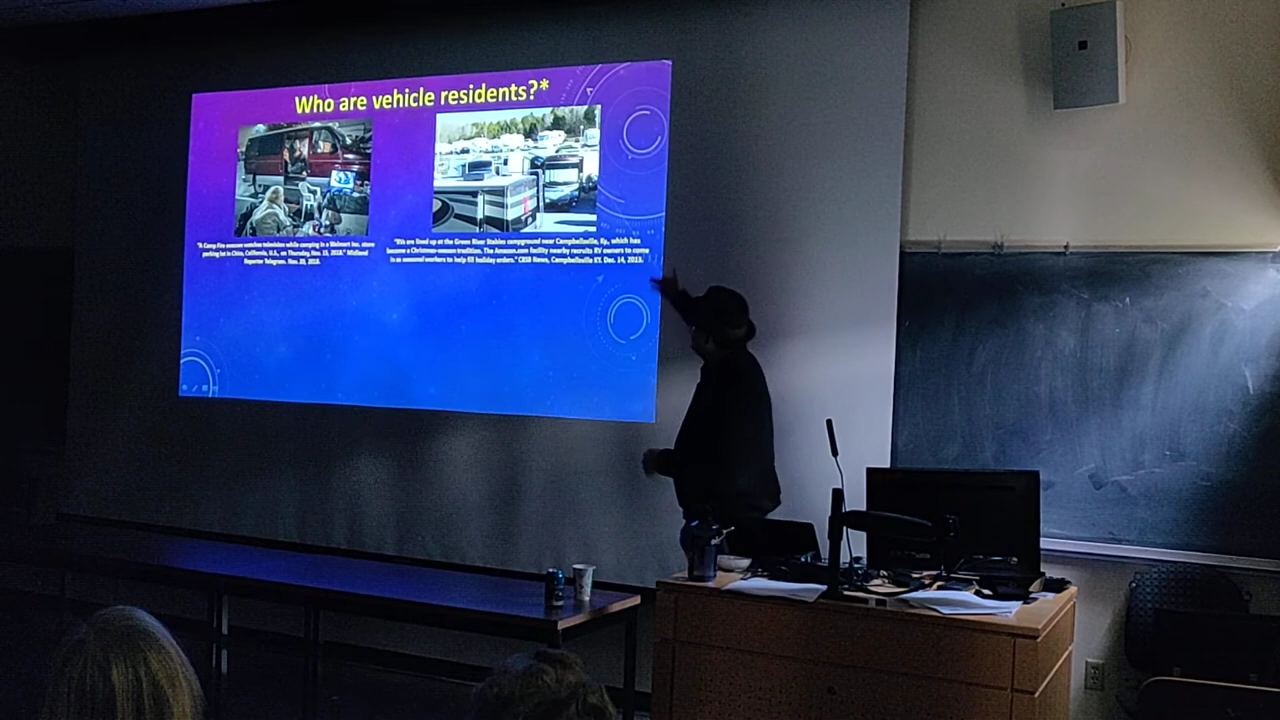 Who are vehicle residents?*
"A Camp Fire evacuee watches television while camping in a Walmart Inc. store
parking lot in Chico, California, U.S., on Thursday, Nov. 15, 2018." Midland
Reporter Telegram. Nov. 20, 2018.
"RVs are lined up at the Green River Stables campground near Campbellsville, Ky., which has
become a Christmas-season tradition. The Amazon.com facility nearby recruits RV owners to come
in as seasonal workers to help fill holiday orders." CBS News, Campbellsville KY. Dec. 14, 2013.